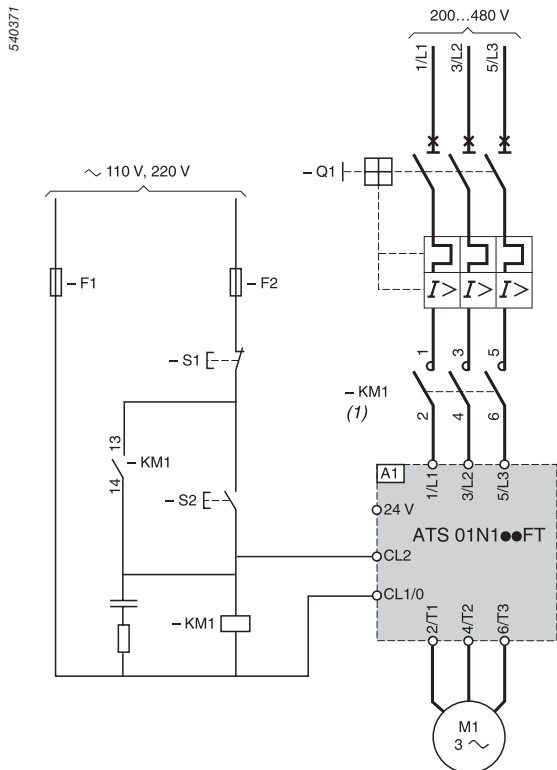 540371
200...480 V
1/L1
3/L2
5/L3
– Q1
~ 110 V, 220 V
– F1
– F2
I >
I >
I >
– S1
1
3
5
– KM1
(1)
2
4
6
13
14
– KM1
A1
1/L1
3/L2
5/L3
24 V
– S2
ATS 01N1●●FT
CL2
CL1/0
– KM1
2/T1
4/T2
6/T3
M1
3 ~